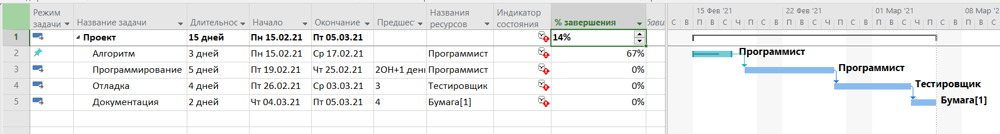 Режим задачи Название задачи Длительнос Начало Окончание Предшест Названия ресурсов Индикатор состояния % завершения бави
15 Фев '21 22 Фев '21 01 Мар '21 08 Мар '2
С В П В С Ч П С В П В С Ч П С В П В С Ч П С В П В С
1 Проект 15 дней Пн 15.02.21 Пт 05.03.21 14%
2 Алгоритм 3 дней Пн 15.02.21 Ср 17.02.21 Программист 67% Программист
3 Программирование 5 дней Пт 19.02.21 Чт 25.02.21 2ОН+1 день Программист 0% Программист
4 Отладка 4 дней Пт 26.02.21 Ср 03.03.21 3 Тестировщик 0% Тестировщик
5 Документация 2 дней Чт 04.03.21 Пт 05.03.21 4 Бумага[1] 0% Бумага[1]